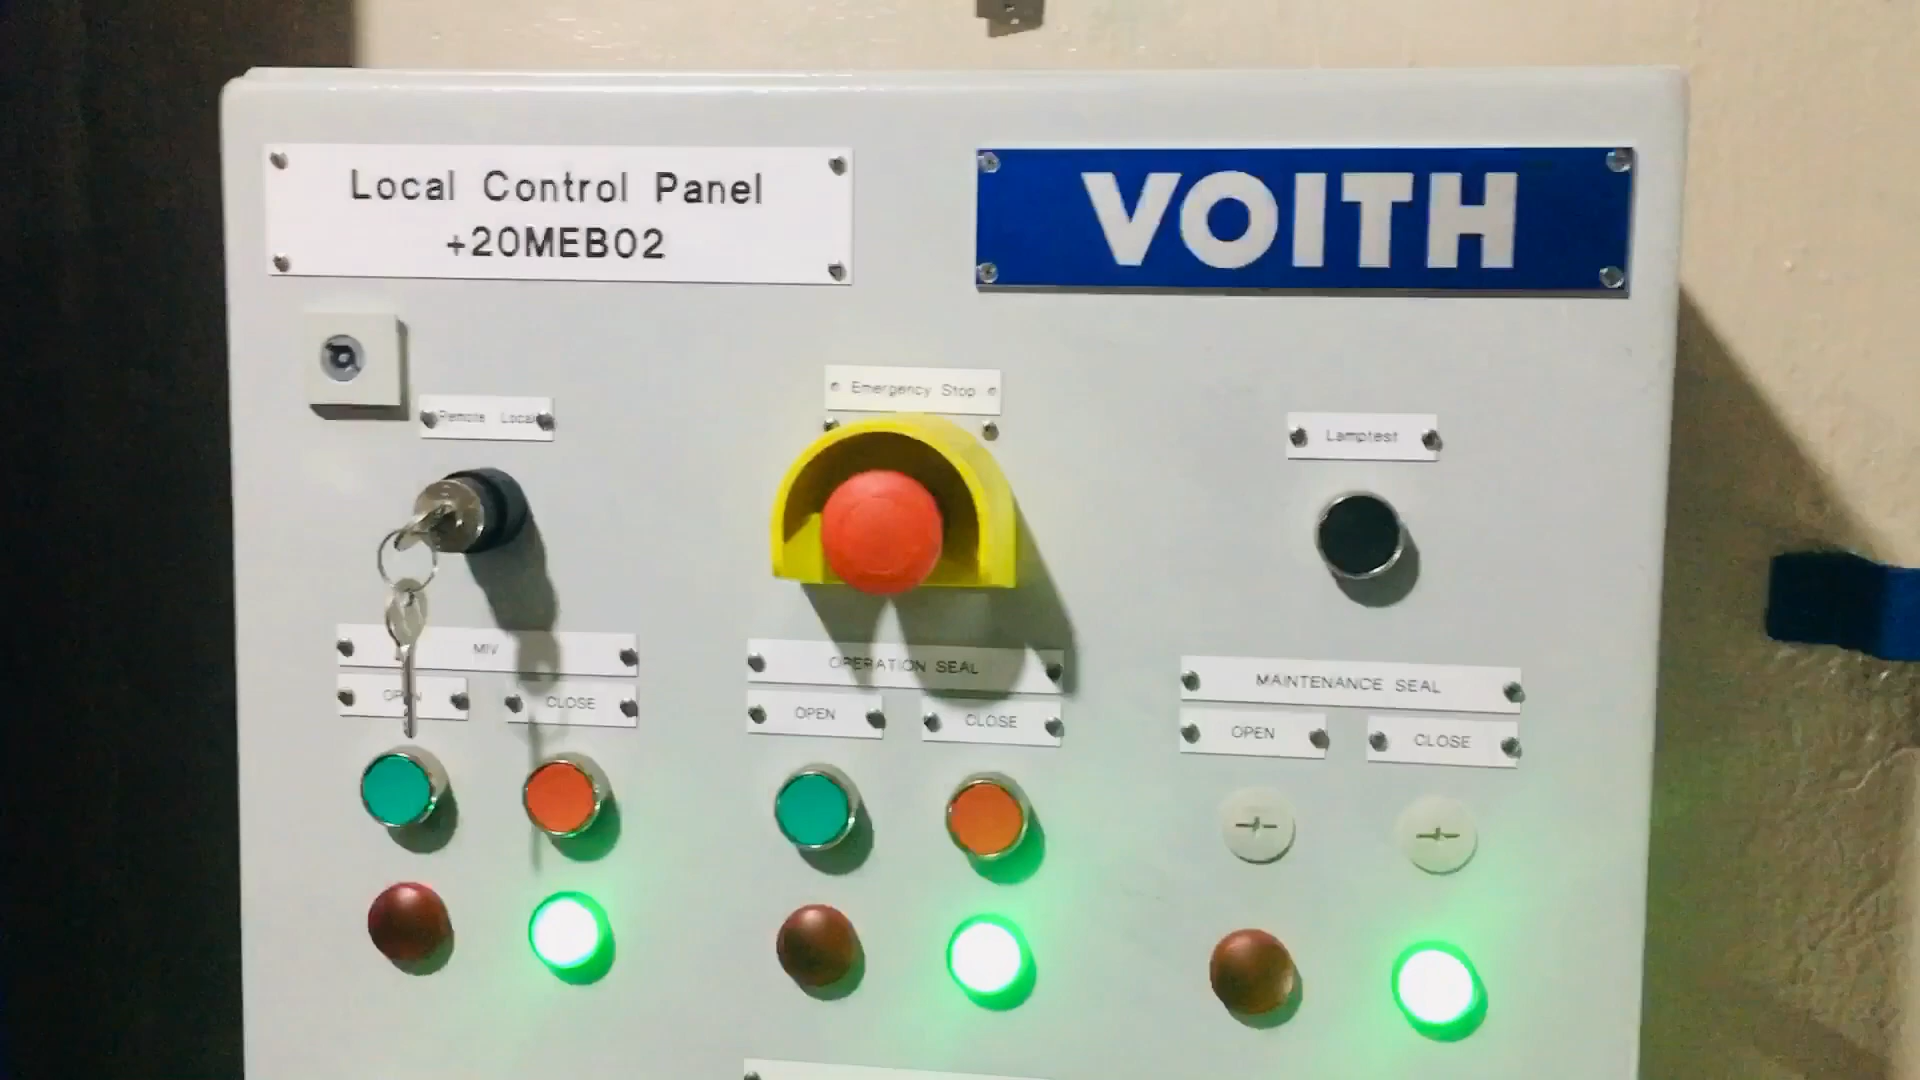 Local Control Panel
+20MEB02
VOITH
Emergency Stop
Remote Local
Lamptest
MIV
OPERATION SEAL
MAINTENANCE SEAL
OPEN
CLOSE
OPEN
CLOSE
OPEN
CLOSE